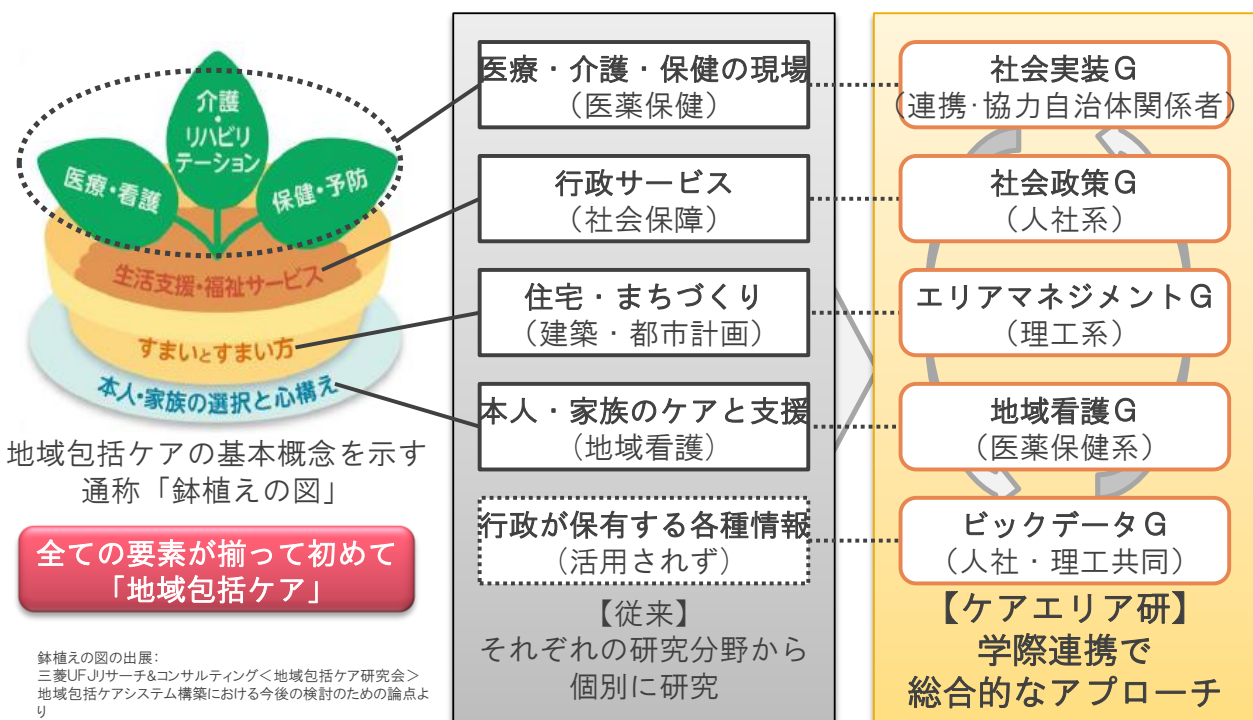 介護
・
リハビリ
テーション
医療・看護
保健・予防
生活支援・福祉サービス
すまいとすまい方
本人・家族の選択と心構え
地域包括ケアの基本概念を示す
通称「鉢植えの図」
全ての要素が揃って初めて
「地域包括ケア」
鉢植えの図の出展：
三菱UFJリサーチ&コンサルティング＜地域包括ケア研究会＞
地域包括ケアシステム構築における今後の検討のための論点よ
り
医療・介護・保健の現場
（医薬保健）
行政サービス
（社会保障）
住宅・まちづくり
（建築・都市計画）
本人・家族のケアと支援
（地域看護）
行政が保有する各種情報
（活用されず）
【従来】
それぞれの研究分野から
個別に研究
社会実装Ｇ
（連携・協力自治体関係者）
社会政策Ｇ
（人社系）
エリアマネジメントＧ
（理工系）
地域看護Ｇ
（医薬保健系）
ビックデータＧ
（人社・理工共同）
【ケアエリア研】
学際連携で
総合的なアプローチ